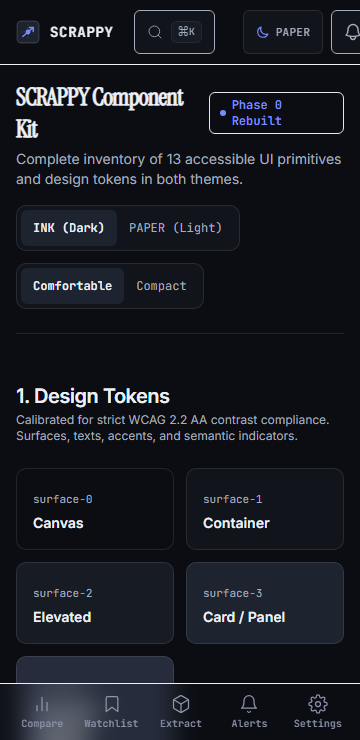 SCRAPPY
⌘K
PAPER
SCRAPPY Component
Kit
Phase 0
Rebuilt
Complete inventory of 13 accessible UI primitives
and design tokens in both themes.
INK (Dark)
PAPER (Light)
Comfortable
Compact
1. Design Tokens
Calibrated for strict WCAG 2.2 AA contrast compliance.
Surfaces, texts, accents, and semantic indicators.
surface-0
Canvas
surface-1
Container
surface-2
Elevated
surface-3
Card / Panel
Compare
Watchlist
Extract
Alerts
Settings